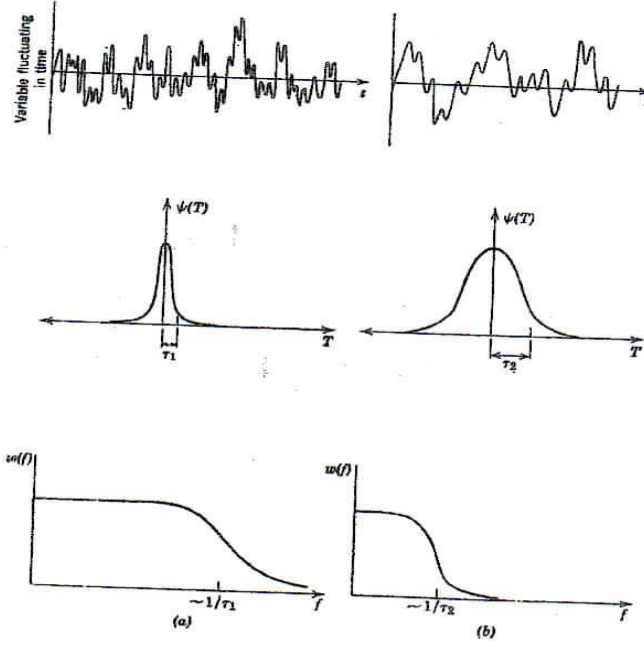 Variable fluctuating
in time
t
ψ(T)
ψ(T)
T
T
τ₁
τ₂
w(f)
w(f)
~1/τ₁
f
~1/τ₂
f
(a)
(b)